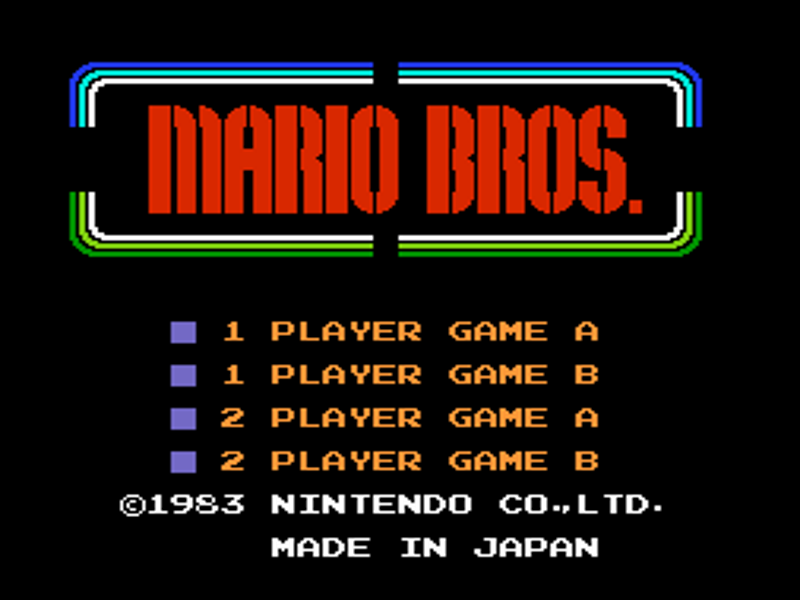 MARIO BROS.
1 PLAYER GAME A
1 PLAYER GAME B
2 PLAYER GAME A
2 PLAYER GAME B
©1983 NINTENDO CO.,LTD.
MADE IN JAPAN